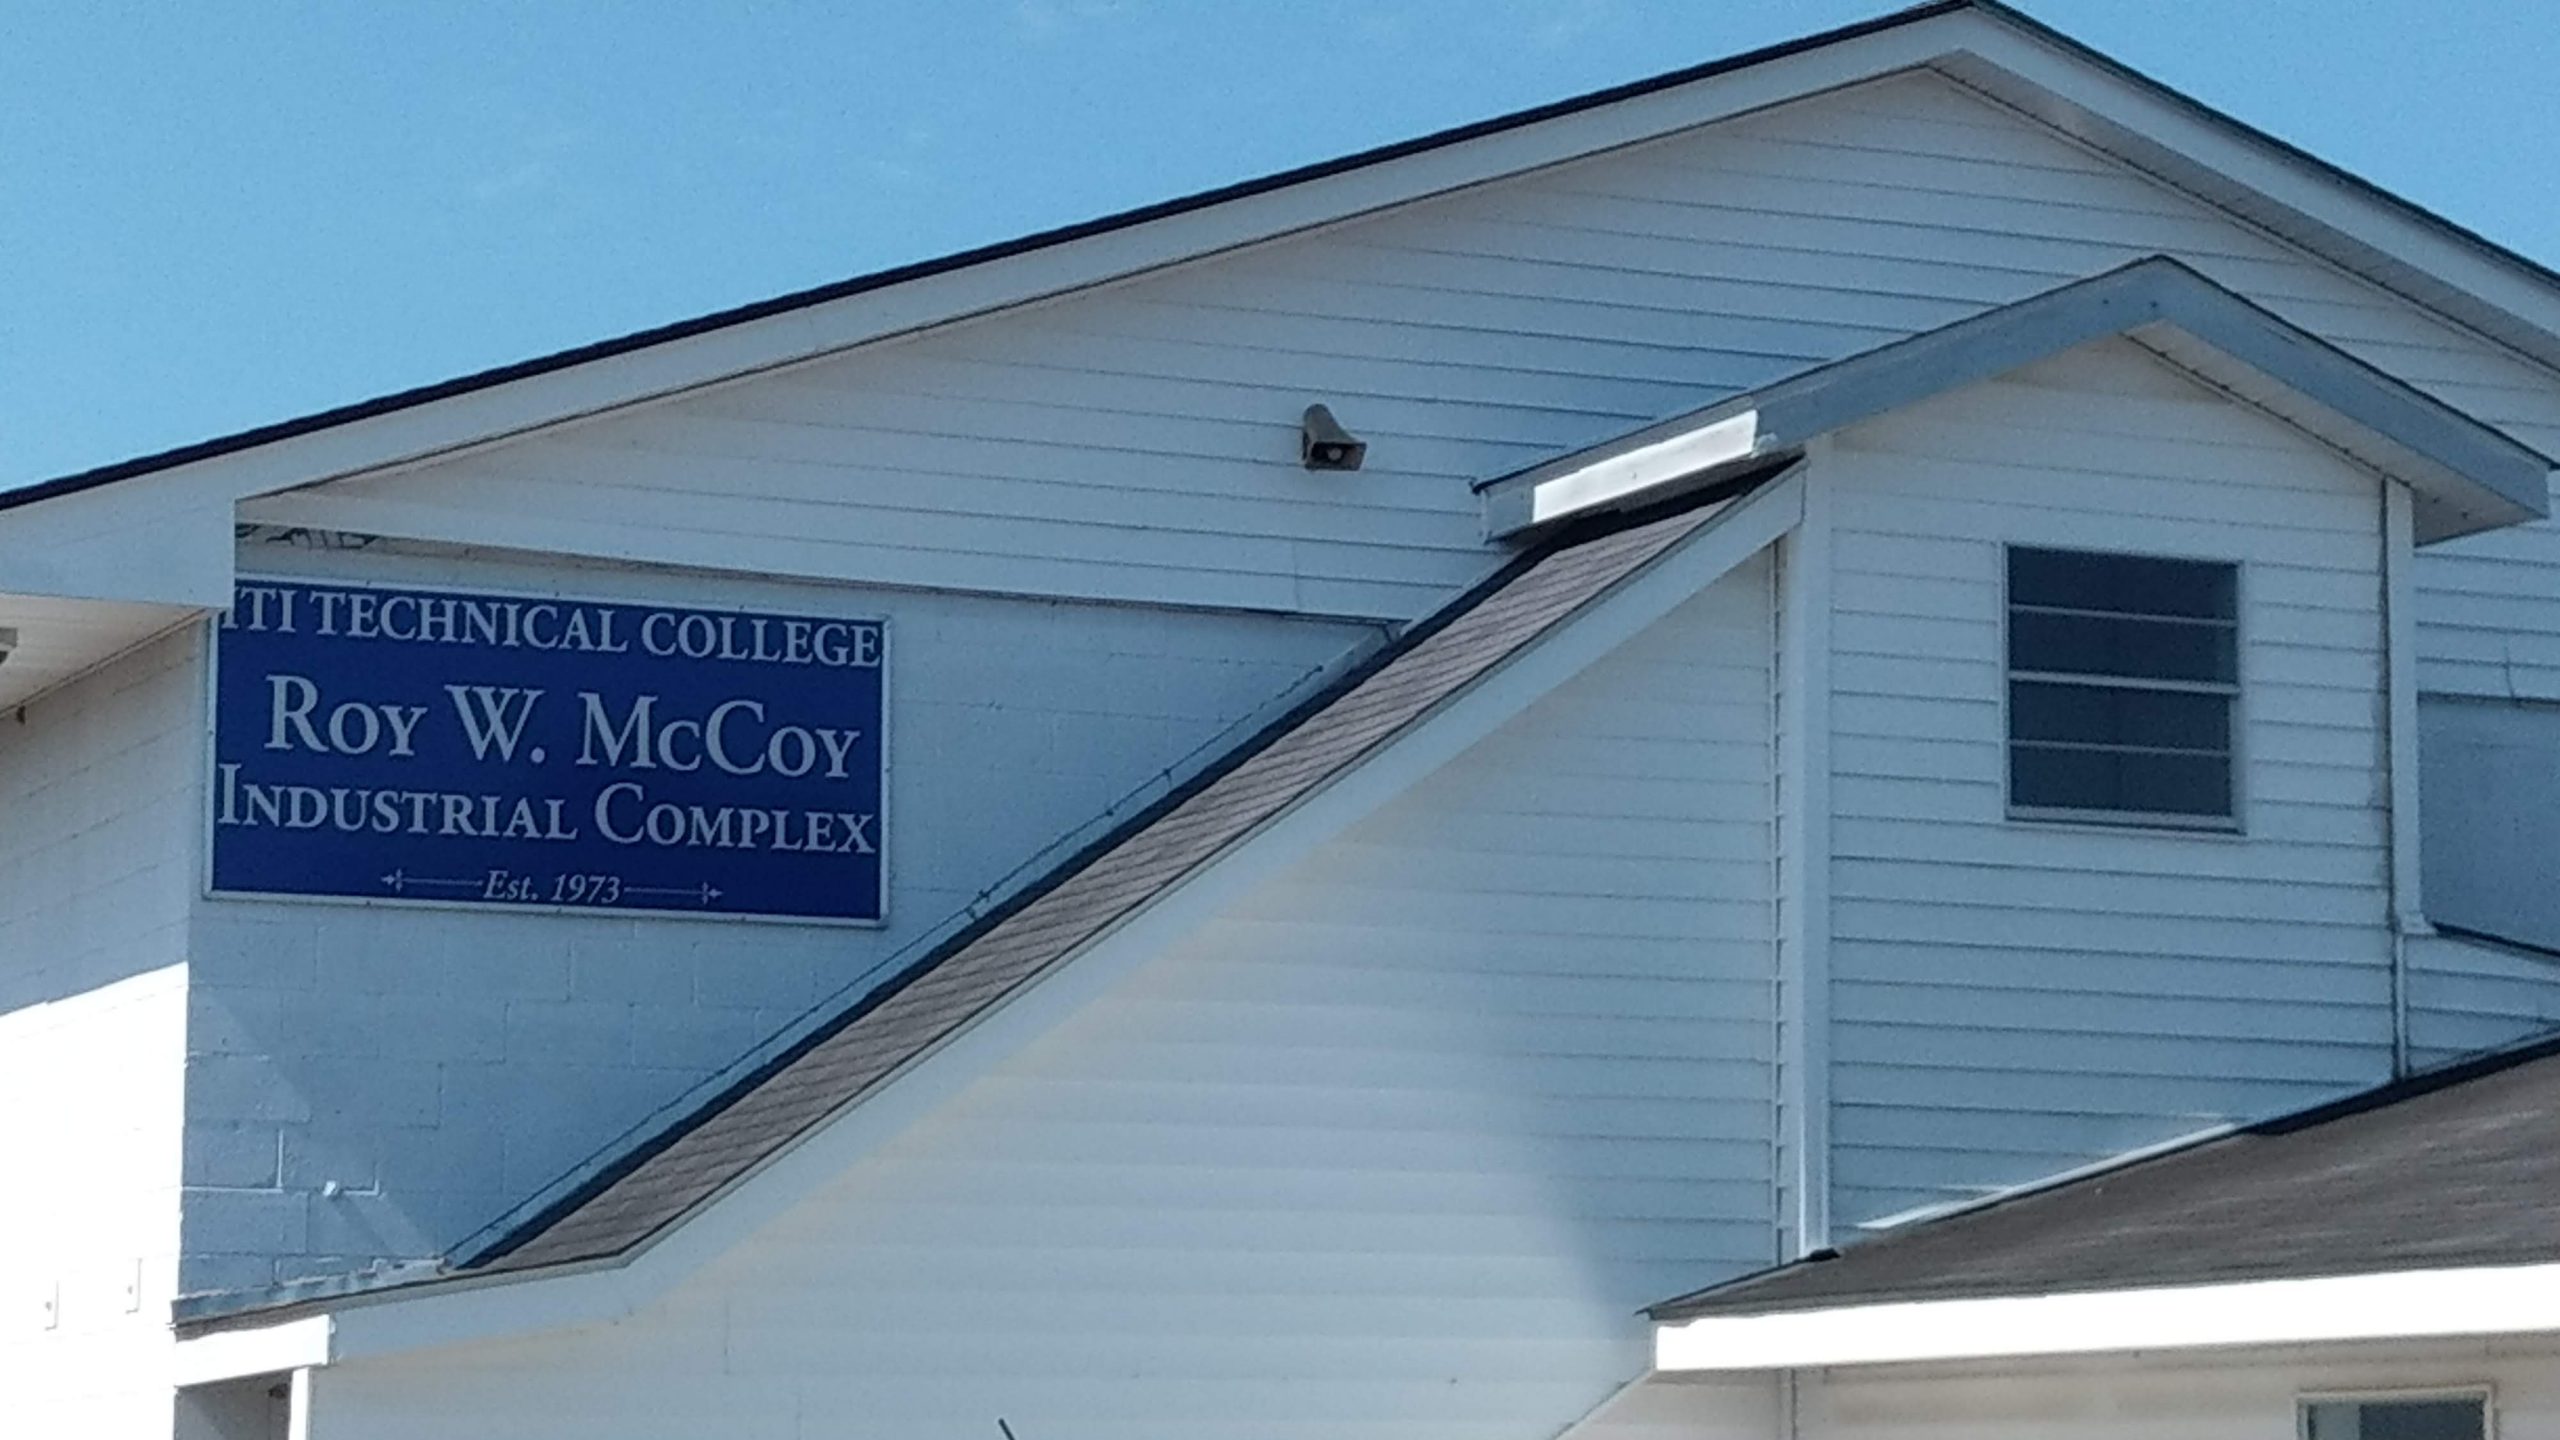 ITI TECHNICAL COLLEGE
ROY W. MCCOY
INDUSTRIAL COMPLEX
Est. 1973